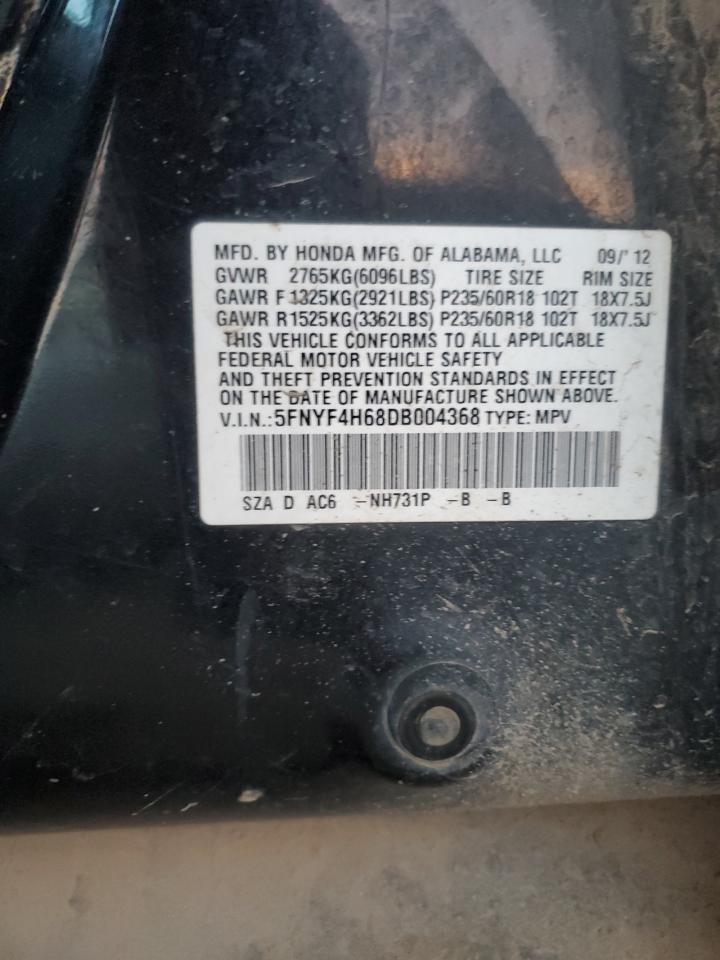 MFD. BY HONDA MFG. OF ALABAMA, LLC 09/'12
GVWR 2765KG(6096LBS) TIRE SIZE RIM SIZE
GAWR F 1325KG(2921LBS) P235/60R18 102T 18X7.5J
GAWR R1525KG(3362LBS) P235/60R18 102T 18X7.5J
THIS VEHICLE CONFORMS TO ALL APPLICABLE
FEDERAL MOTOR VEHICLE SAFETY
AND THEFT PREVENTION STANDARDS IN EFFECT
ON THE DATE OF MANUFACTURE SHOWN ABOVE.
V.I.N.:5FNYF4H68DB004368 TYPE: MPV
SZA D AC6 -NH731P -B -B